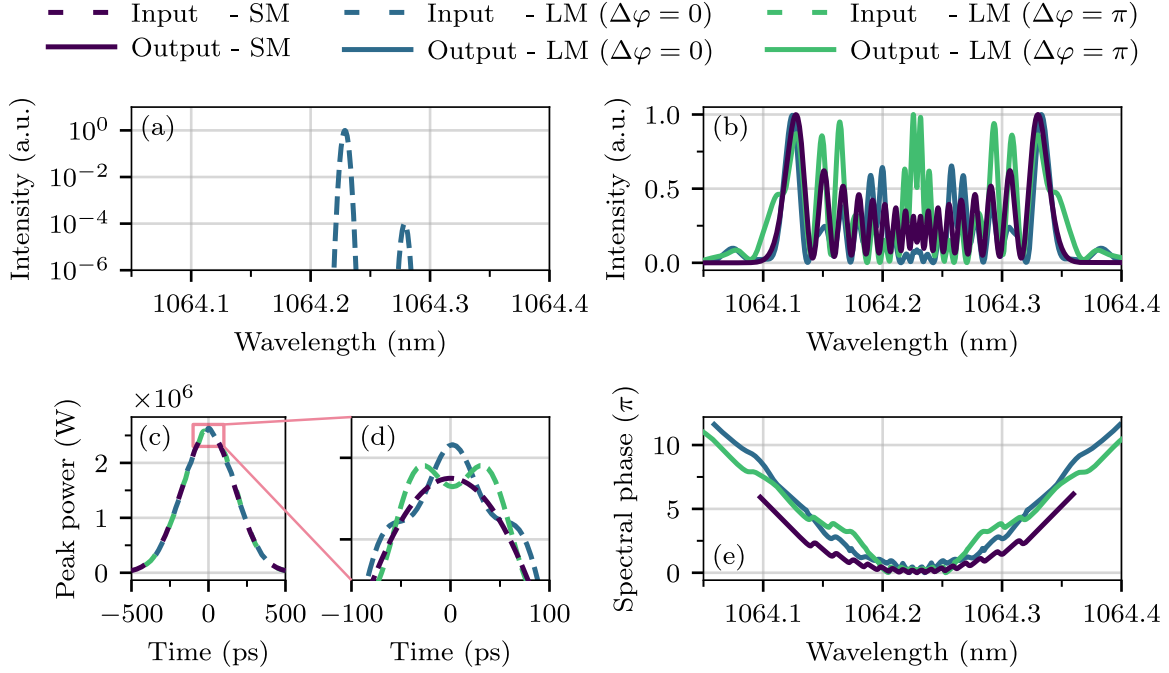 Input - SM Input - LM (Δφ = 0) Input - LM (Δφ = π)
Output - SM Output - LM (Δφ = 0) Output - LM (Δφ = π)
(a)
Intensity (a.u.)
10⁰
10⁻²
10⁻⁴
10⁻⁶
1064.1 1064.2 1064.3 1064.4
Wavelength (nm)
(b)
Intensity (a.u.)
1.0
0.5
0.0
1064.1 1064.2 1064.3 1064.4
Wavelength (nm)
×10⁶
(c)
Peak power (W)
2
1
0
−500 0 500
Time (ps)
(d)
−100 0 100
Time (ps)
Spectral phase (π)
10
5
0
(e)
1064.1 1064.2 1064.3 1064.4
Wavelength (nm)